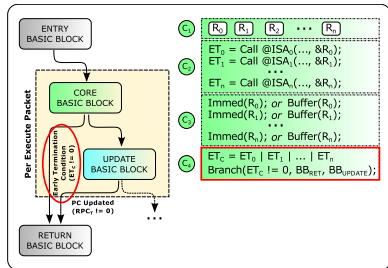 ENTRY
BASIC BLOCK
Per Execute Packet
CORE
BASIC BLOCK
Early Termination
Condition
(ETc != 0)
UPDATE
BASIC BLOCK
PC Updated
(RPCT != 0)
...
RETURN
BASIC BLOCK
C1
R0 R1 R2 ... Rn
C2
ET0 = Call @ISA0(..., &R0);
ET1 = Call @ISA1(..., &R1);
...
ETn = Call @ISAn(..., &Rn);
C3
Immed(R0); or Buffer(R0);
Immed(R1); or Buffer(R1);
...
Immed(Rn); or Buffer(Rn);
C4
ETC = ET0 | ET1 | ... | ETn
Branch(ETC != 0, BBRET, BBUPDATE);